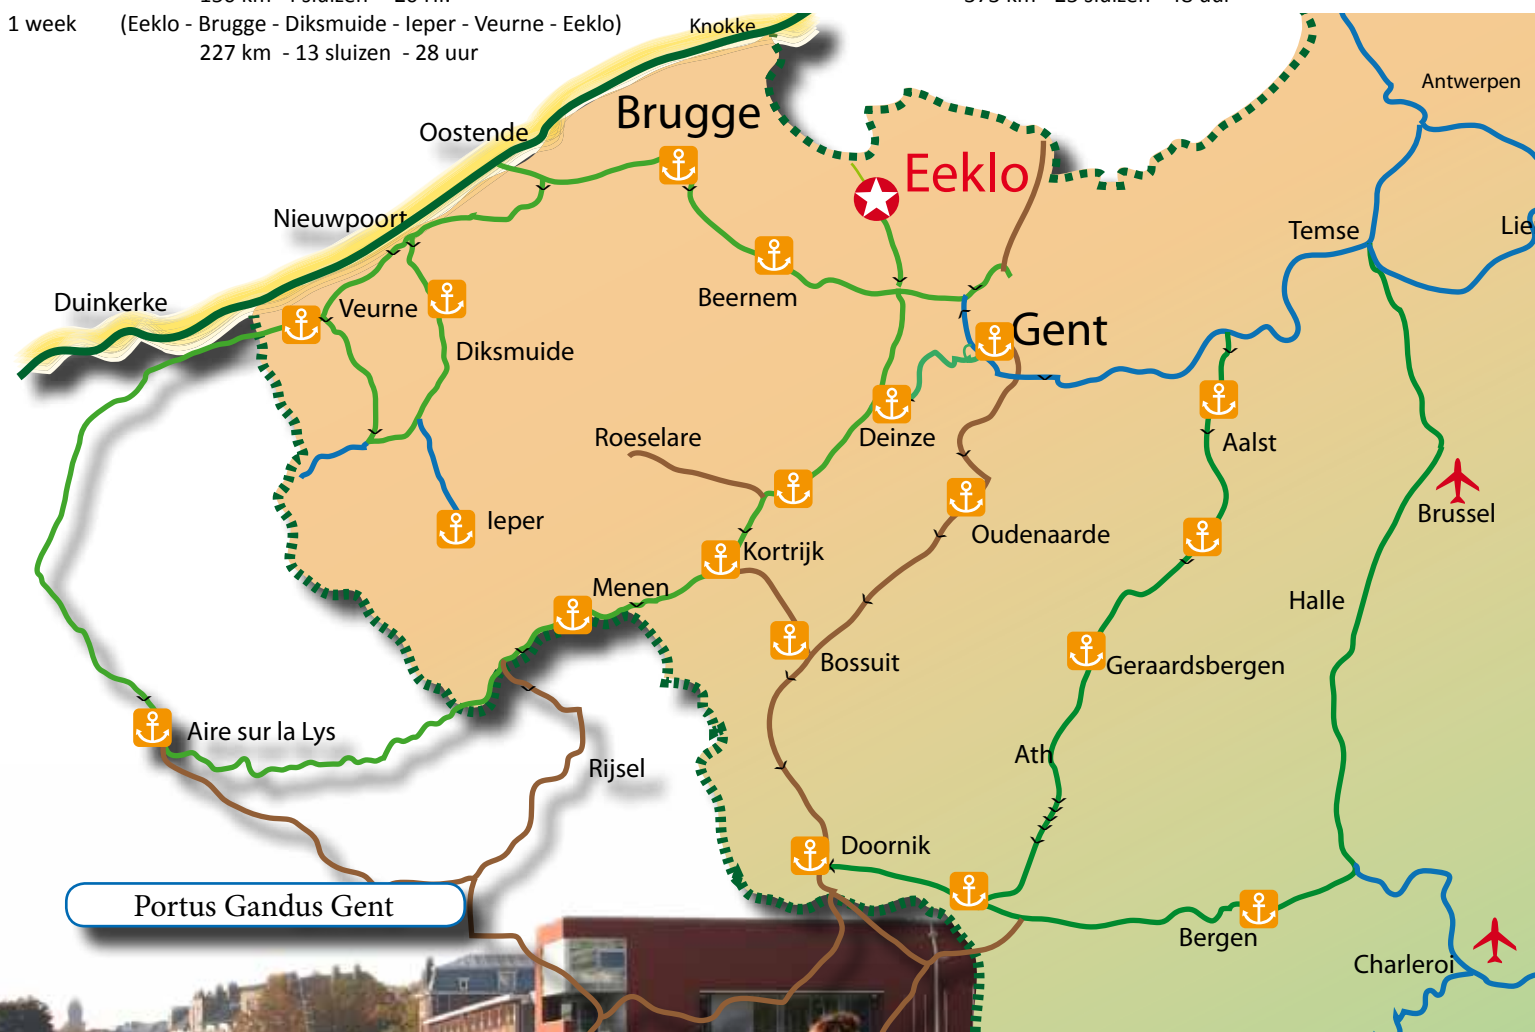 1 week (Eeklo - Brugge - Diksmuide - Ieper - Veurne - Eeklo)
227 km - 13 sluizen - 28 uur
Knokke
Antwerpen
Brugge
Oostende
Eeklo
Nieuwpoort
Temse
Lie
Duinkerke
Veurne
Beernem
Gent
Diksmuide
Roeselare
Deinze
Aalst
Brussel
Ieper
Oudenaarde
Kortrijk
Menen
Halle
Bossuit
Geraardsbergen
Aire sur la Lys
Ath
Rijsel
Doornik
Portus Gandus Gent
Bergen
Charleroi